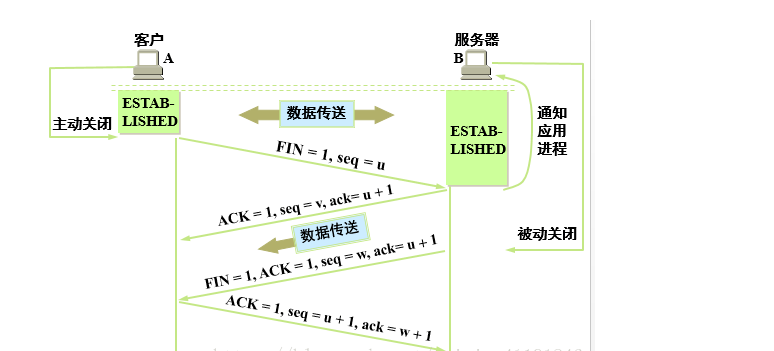 客户
A
服务器
B
ESTAB-
LISHED
数据传送
ESTAB-
LISHED
通知
应用
进程
主动关闭
FIN = 1, seq = u
ACK = 1, seq = v, ack= u + 1
数据传送
被动关闭
FIN = 1, ACK = 1, seq = w, ack= u + 1
ACK = 1, seq = u + 1, ack = w + 1